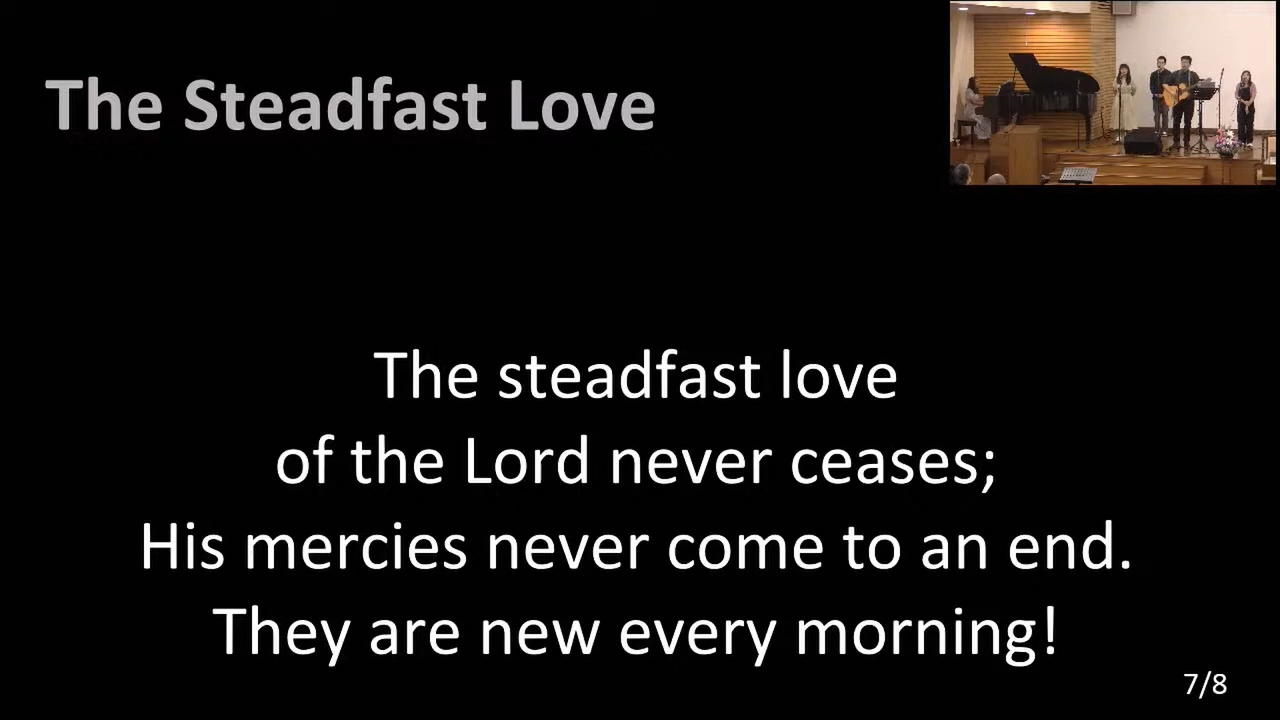 The Steadfast Love
The steadfast love
of the Lord never ceases;
His mercies never come to an end.
They are new every morning!
7/8